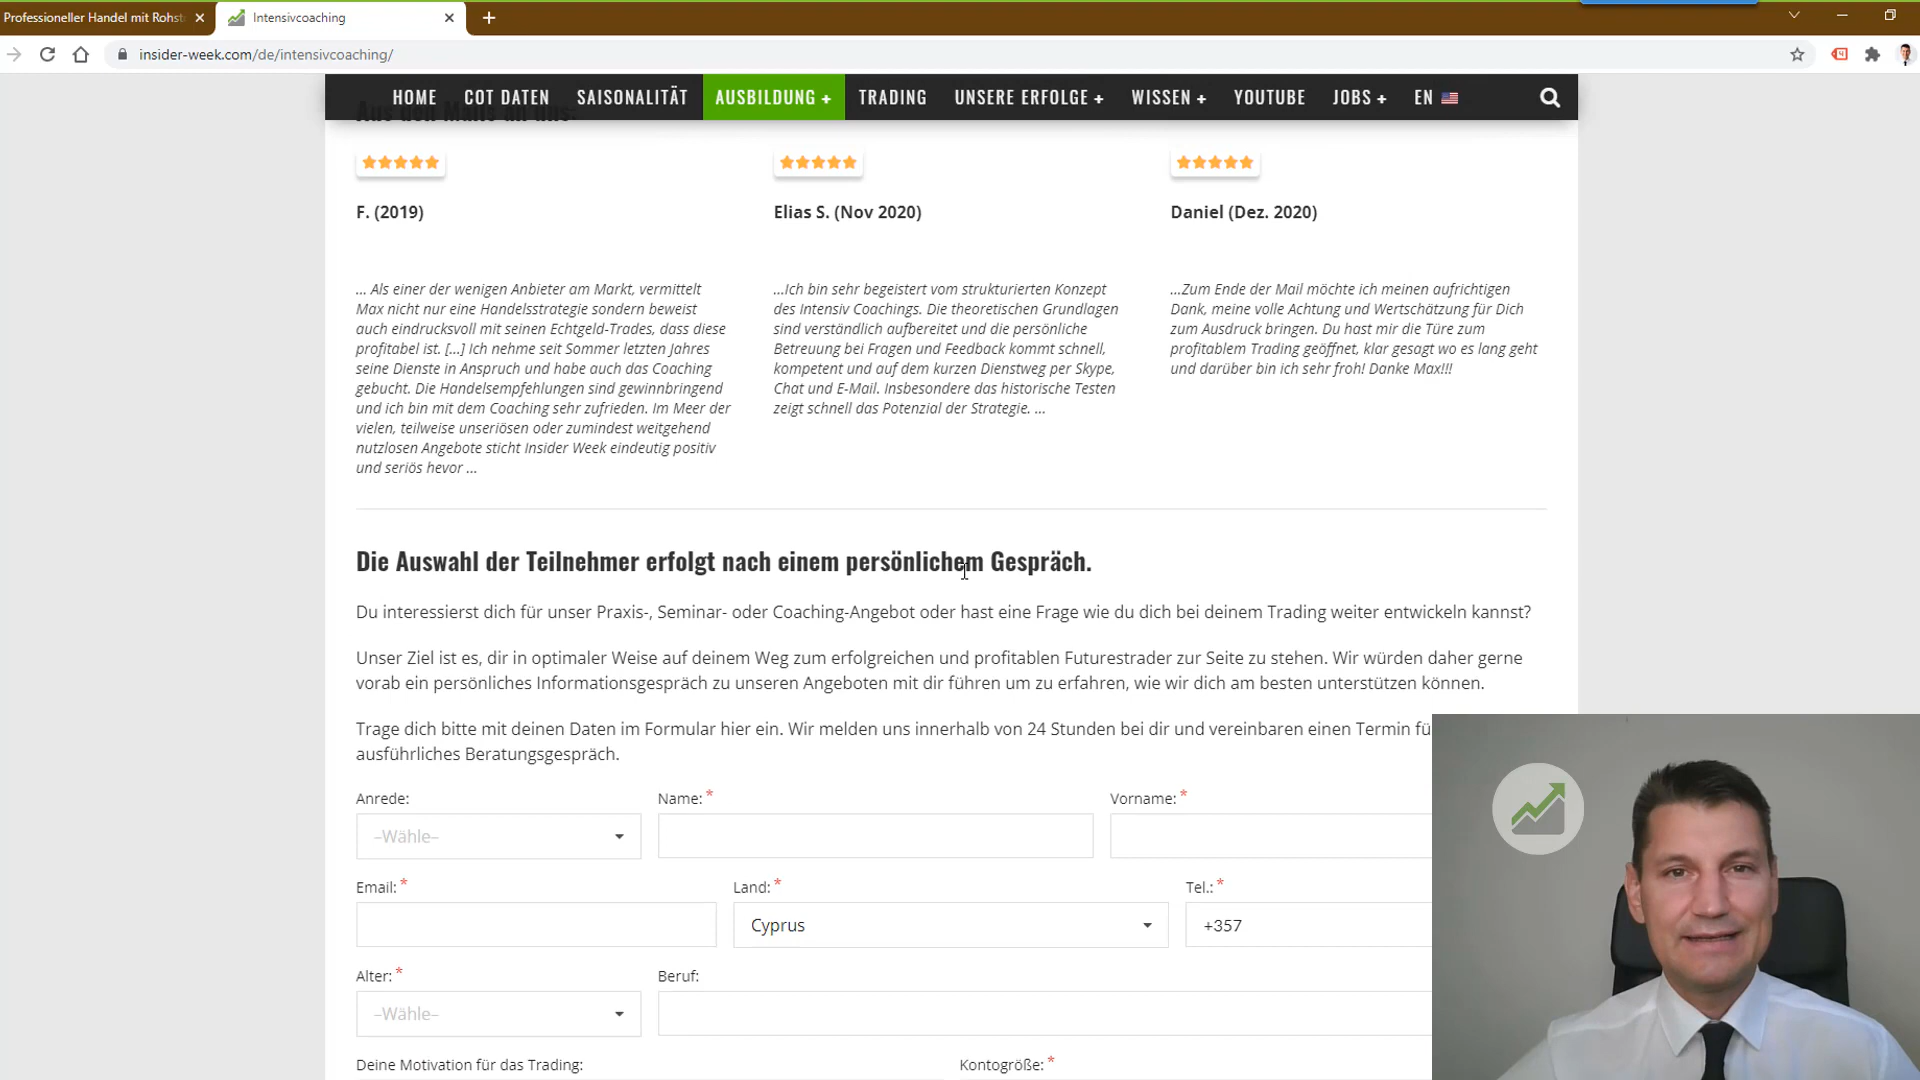 Professioneller Handel mit Rohst
Intensivcoaching
insider-week.com/de/intensivcoaching/
HOME COT DATEN SAISONALITÄT AUSBILDUNG + TRADING UNSERE ERFOLGE + WISSEN + YOUTUBE JOBS + EN
Aus den Mails an uns:
F. (2019)
Elias S. (Nov 2020)
Daniel (Dez. 2020)
... Als einer der wenigen Anbieter am Markt, vermittelt
Max nicht nur eine Handelsstrategie sondern beweist
auch eindrucksvoll mit seinen Echtgeld-Trades, dass diese
profitabel ist. [...] Ich nehme seit Sommer letzten Jahres
seine Dienste in Anspruch und habe auch das Coaching
gebucht. Die Handelsempfehlungen sind gewinnbringend
und ich bin mit dem Coaching sehr zufrieden. Im Meer der
vielen, teilweise unseriösen oder zumindest weitgehend
nutzlosen Angebote sticht Insider Week eindeutig positiv
und seriös hevor ...
...Ich bin sehr begeistert vom strukturierten Konzept
des Intensiv Coachings. Die theoretischen Grundlagen
sind verständlich aufbereitet und die persönliche
Betreuung bei Fragen und Feedback kommt schnell,
kompetent und auf dem kurzen Dienstweg per Skype,
Chat und E-Mail. Insbesondere das historische Testen
zeigt schnell das Potenzial der Strategie. ...
...Zum Ende der Mail möchte ich meinen aufrichtigen
Dank, meine volle Achtung und Wertschätzung für Dich
zum Ausdruck bringen. Du hast mir die Türe zum
profitablem Trading geöffnet, klar gesagt wo es lang geht
und darüber bin ich sehr froh! Danke Max!!!
Die Auswahl der Teilnehmer erfolgt nach einem persönlichem Gespräch.
Du interessierst dich für unser Praxis-, Seminar- oder Coaching-Angebot oder hast eine Frage wie du dich bei deinem Trading weiter entwickeln kannst?
Unser Ziel ist es, dir in optimaler Weise auf deinem Weg zum erfolgreichen und profitablen Futurestrader zur Seite zu stehen. Wir würden daher gerne
vorab ein persönliches Informationsgespräch zu unseren Angeboten mit dir führen um zu erfahren, wie wir dich am besten unterstützen können.
Trage dich bitte mit deinen Daten im Formular hier ein. Wir melden uns innerhalb von 24 Stunden bei dir und vereinbaren einen Termin
ausführliches Beratungsgespräch.
Anrede: Name: * Vorname: *
–Wähle–
Email: * Land: * Tel.: *
Cyprus +357
Alter: * Beruf:
–Wähle–
Deine Motivation für das Trading: Kontogröße: *